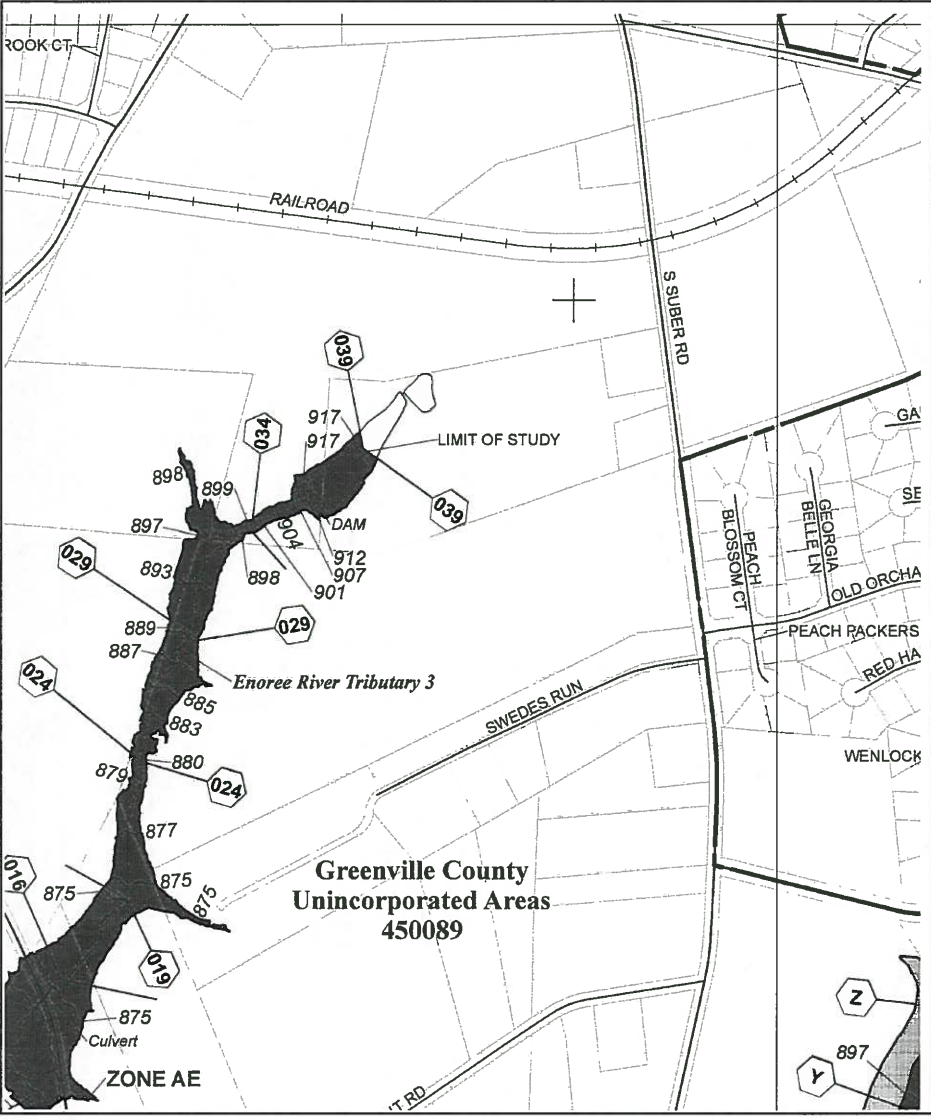 ROOK CT
RAILROAD
S SUBER RD
039
917
034
917
LIMIT OF STUDY
GA
898
899
SE
039
904
DAM
897
029
912
PEACH
BLOSSOM CT
GEORGIA
BELLE LN
893
898
907
901
OLD ORCHA
889
029
PEACH PACKERS
887
RED HA
024
Enoree River Tributary 3
885
SWEDES RUN
883
880
WENLOCK
879
024
877
016
875
875
875
Greenville County
Unincorporated Areas
450089
019
Z
875
Culvert
897
ZONE AE
Y
T RD